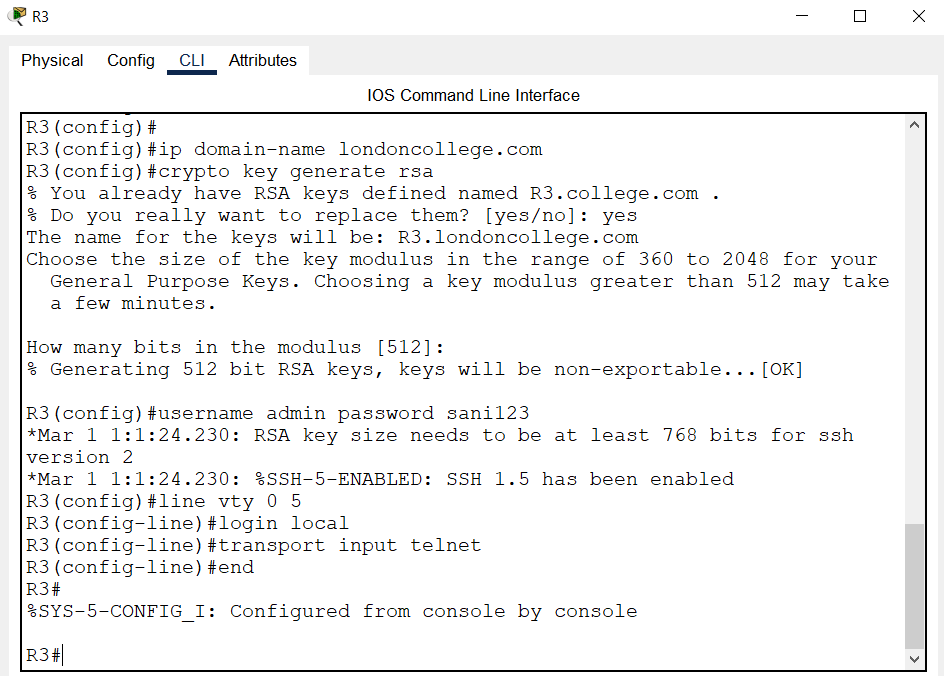 R3
Physical Config CLI Attributes
IOS Command Line Interface
R3(config)#
R3(config)#ip domain-name londoncollege.com
R3(config)#crypto key generate rsa
% You already have RSA keys defined named R3.college.com .
% Do you really want to replace them? [yes/no]: yes
The name for the keys will be: R3.londoncollege.com
Choose the size of the key modulus in the range of 360 to 2048 for your
General Purpose Keys. Choosing a key modulus greater than 512 may take
a few minutes.
How many bits in the modulus [512]:
% Generating 512 bit RSA keys, keys will be non-exportable...[OK]
R3(config)#username admin password sani123
*Mar 1 1:1:24.230: RSA key size needs to be at least 768 bits for ssh
version 2
*Mar 1 1:1:24.230: %SSH-5-ENABLED: SSH 1.5 has been enabled
R3(config)#line vty 0 5
R3(config-line)#login local
R3(config-line)#transport input telnet
R3(config-line)#end
R3#
%SYS-5-CONFIG_I: Configured from console by console
R3#